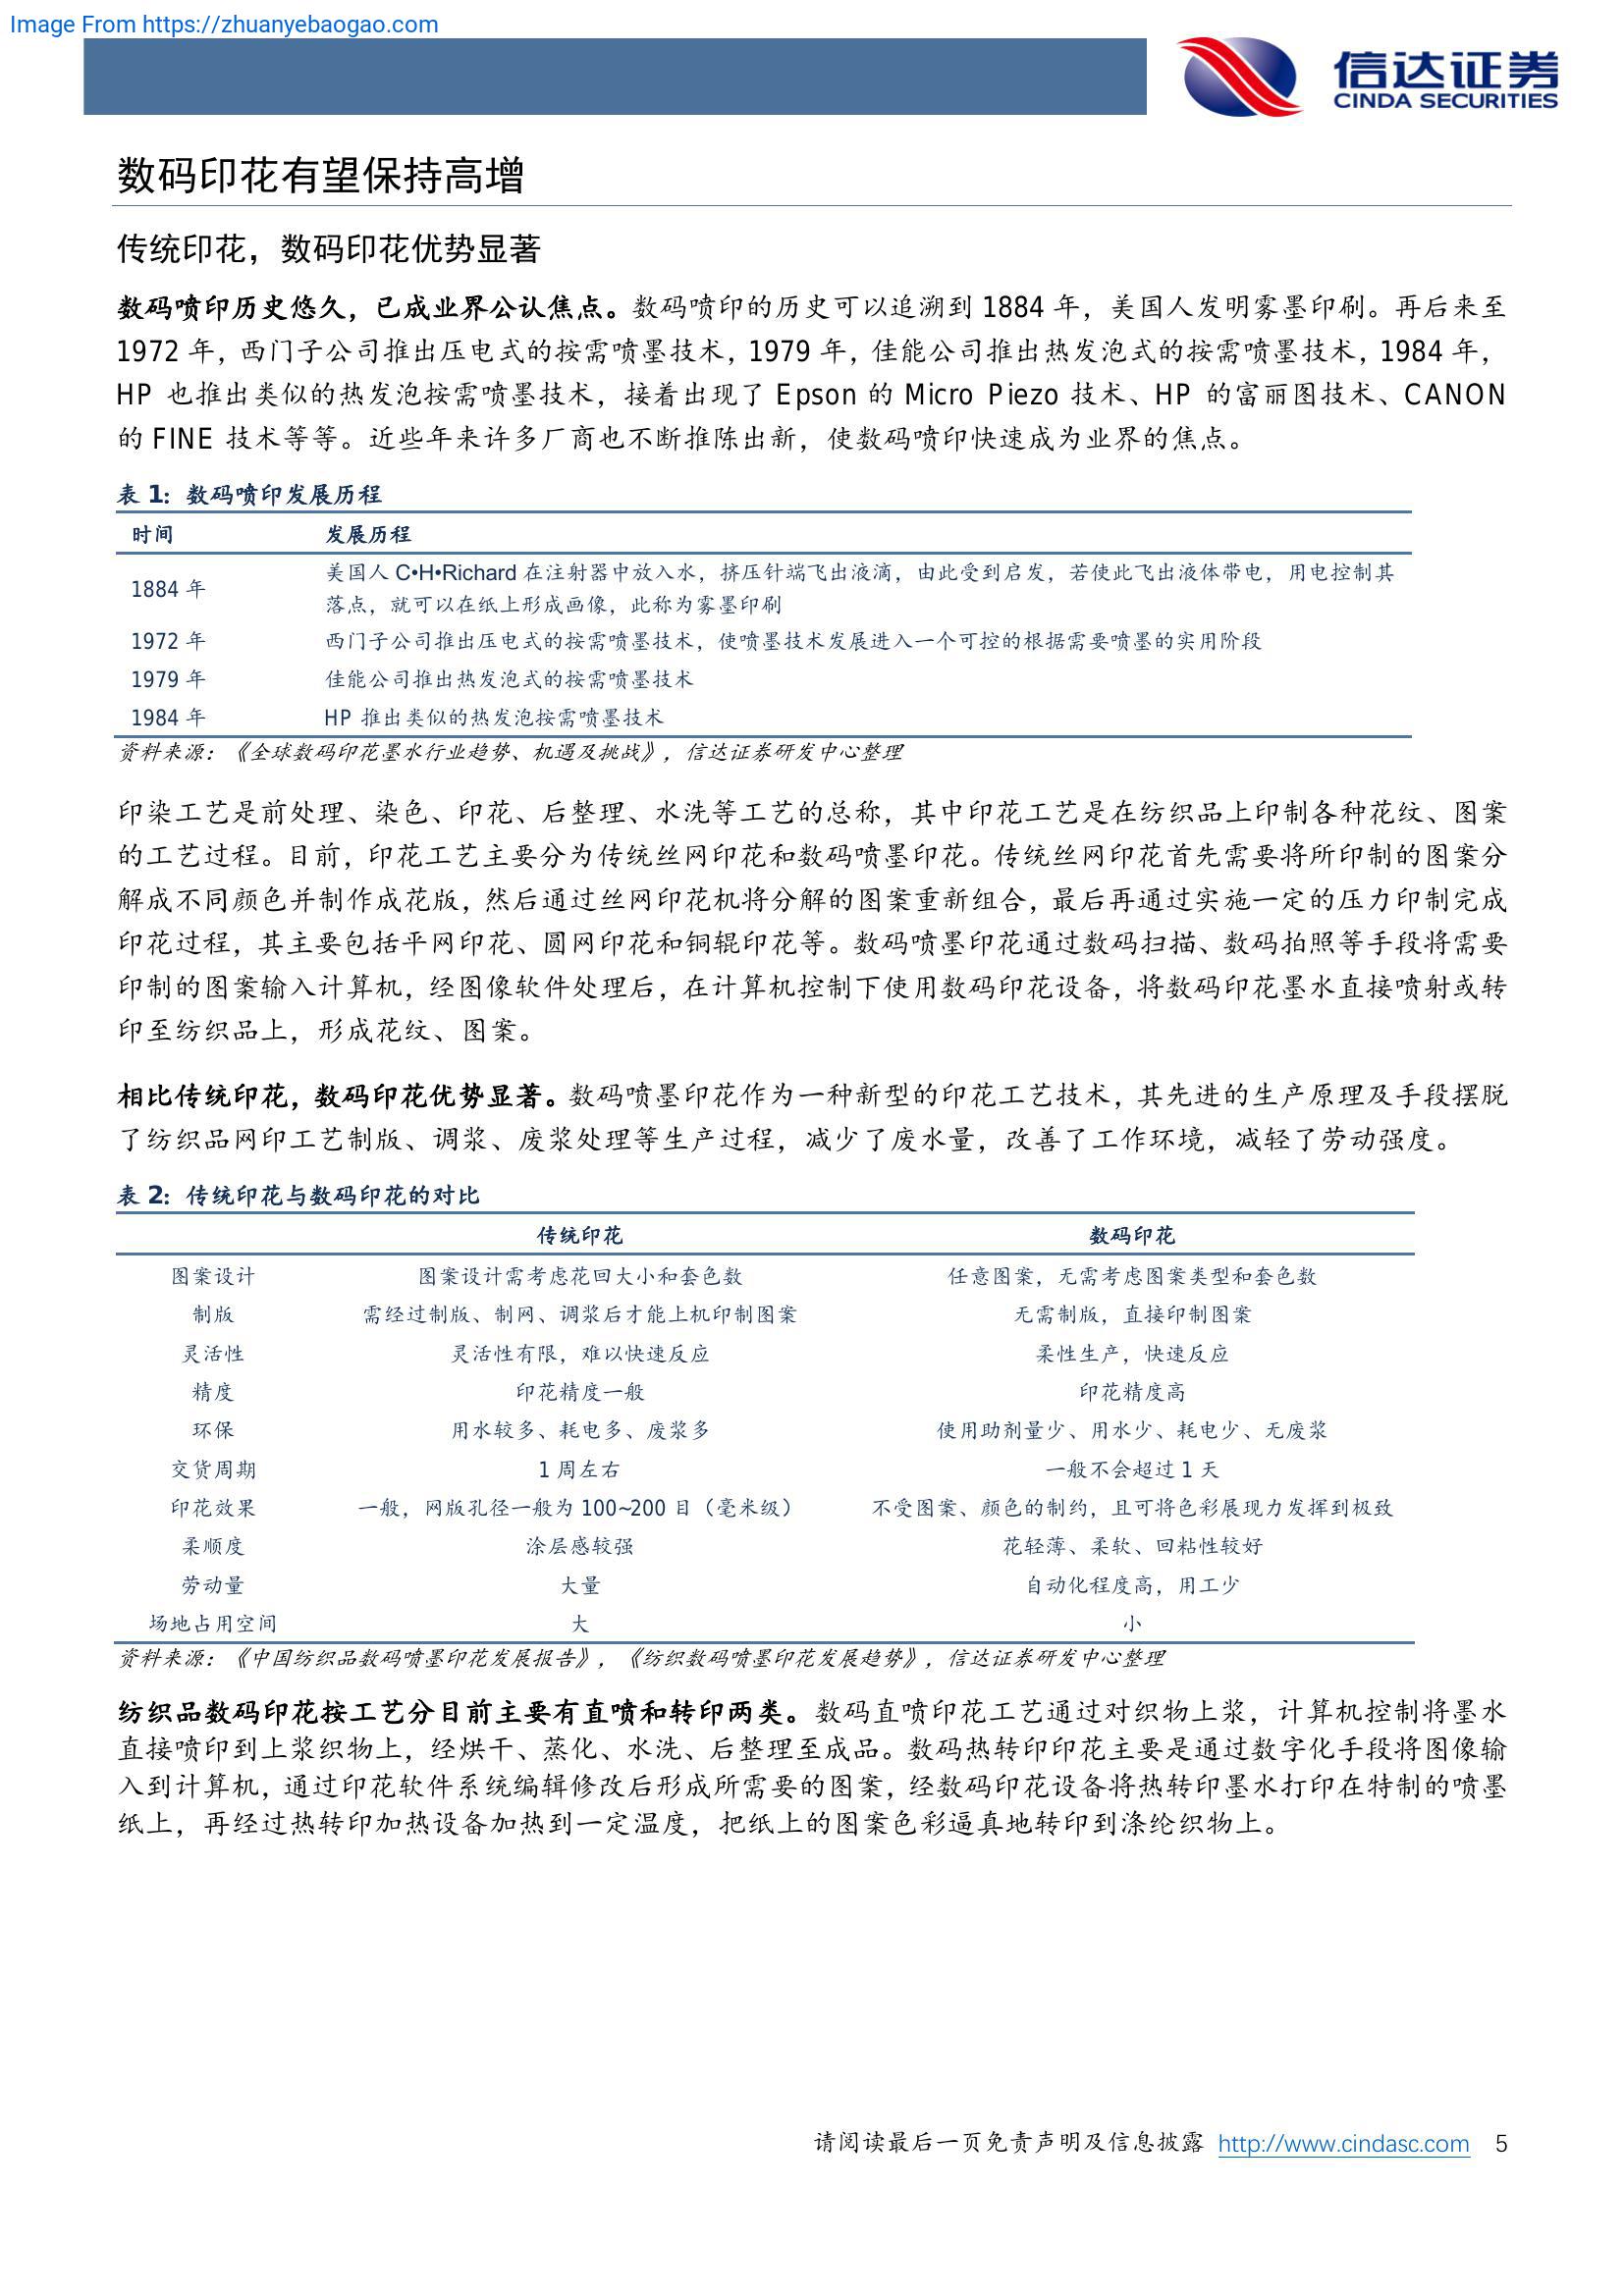 Image From https://zhuanyebaogao.com
信达证券
CINDA SECURITIES
数码印花有望保持高增
传统印花，数码印花优势显著
数码喷印历史悠久，已成业界公认焦点。数码喷印的历史可以追溯到 1884 年，美国人发明雾墨印刷。再后来至
1972 年，西门子公司推出压电式的按需喷墨技术，1979 年，佳能公司推出热发泡式的按需喷墨技术，1984 年，
HP 也推出类似的热发泡按需喷墨技术，接着出现了 Epson 的 Micro Piezo 技术、HP 的富丽图技术、CANON
的 FINE 技术等等。近些年来许多厂商也不断推陈出新，使数码喷印快速成为业界的焦点。
表 1：数码喷印发展历程
时间 发展历程
1884 年 美国人 C•H•Richard 在注射器中放入水，挤压针端飞出液滴，由此受到启发，若使此飞出液体带电，用电控制其
落点，就可以在纸上形成画像，此称为雾墨印刷
1972 年 西门子公司推出压电式的按需喷墨技术，使喷墨技术发展进入一个可控的根据需要喷墨的实用阶段
1979 年 佳能公司推出热发泡式的按需喷墨技术
1984 年 HP 推出类似的热发泡按需喷墨技术
资料来源：《全球数码印花墨水行业趋势、机遇及挑战》，信达证券研发中心整理
印染工艺是前处理、染色、印花、后整理、水洗等工艺的总称，其中印花工艺是在纺织品上印制各种花纹、图案
的工艺过程。目前，印花工艺主要分为传统丝网印花和数码喷墨印花。传统丝网印花首先需要将所印制的图案分
解成不同颜色并制作成花版，然后通过丝网印花机将分解的图案重新组合，最后再通过实施一定的压力印制完成
印花过程，其主要包括平网印花、圆网印花和铜辊印花等。数码喷墨印花通过数码扫描、数码拍照等手段将需要
印制的图案输入计算机，经图像软件处理后，在计算机控制下使用数码印花设备，将数码印花墨水直接喷射或转
印至纺织品上，形成花纹、图案。
相比传统印花，数码印花优势显著。数码喷墨印花作为一种新型的印花工艺技术，其先进的生产原理及手段摆脱
了纺织品网印工艺制版、调浆、废浆处理等生产过程，减少了废水量，改善了工作环境，减轻了劳动强度。
表 2：传统印花与数码印花的对比
传统印花 数码印花
图案设计 图案设计需考虑花回大小和套色数 任意图案，无需考虑图案类型和套色数
制版 需经过制版、制网、调浆后才能上机印制图案 无需制版，直接印制图案
灵活性 灵活性有限，难以快速反应 柔性生产，快速反应
精度 印花精度一般 印花精度高
环保 用水较多、耗电多、废浆多 使用助剂量少、用水少、耗电少、无废浆
交货周期 1 周左右 一般不会超过 1 天
印花效果 一般，网版孔径一般为 100~200 目（毫米级） 不受图案、颜色的制约，且可将色彩展现力发挥到极致
柔顺度 涂层感较强 花轻薄、柔软、回粘性较好
劳动量 大量 自动化程度高，用工少
场地占用空间 大 小
资料来源：《中国纺织品数码喷墨印花发展报告》，《纺织数码喷墨印花发展趋势》，信达证券研发中心整理
纺织品数码印花按工艺分目前主要有直喷和转印两类。数码直喷印花工艺通过对织物上浆，计算机控制将墨水
直接喷印到上浆织物上，经烘干、蒸化、水洗、后整理至成品。数码热转印印花主要是通过数字化手段将图像输
入到计算机，通过印花软件系统编辑修改后形成所需要的图案，经数码印花设备将热转印墨水打印在特制的喷墨
纸上，再经过热转印加热设备加热到一定温度，把纸上的图案色彩逼真地转印到涤纶织物上。
请阅读最后一页免责声明及信息披露 http://www.cindasc.com 5